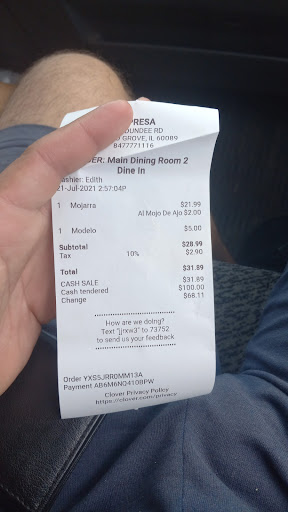 PRESA
DUNDEE RD
GROVE, IL 60089
8477771116
ER: Main Dining Room 2
Dine In
ashier: Edith
21-Jul-2021 2:57:04P
1 Mojarra $21.99
Al Mojo De Ajo $2.00
1 Modelo $5.00
Subtotal $28.99
Tax 10% $2.90
Total $31.89
CASH SALE $31.89
Cash tendered $100.00
Change $68.11
How are we doing?
Text "jjrxw3" to 73752
to send us your feedback
Order YXS5JRR0MM13A
Payment AB6M6NO410BPW
Clover Privacy Policy
https://clover.com/privacy